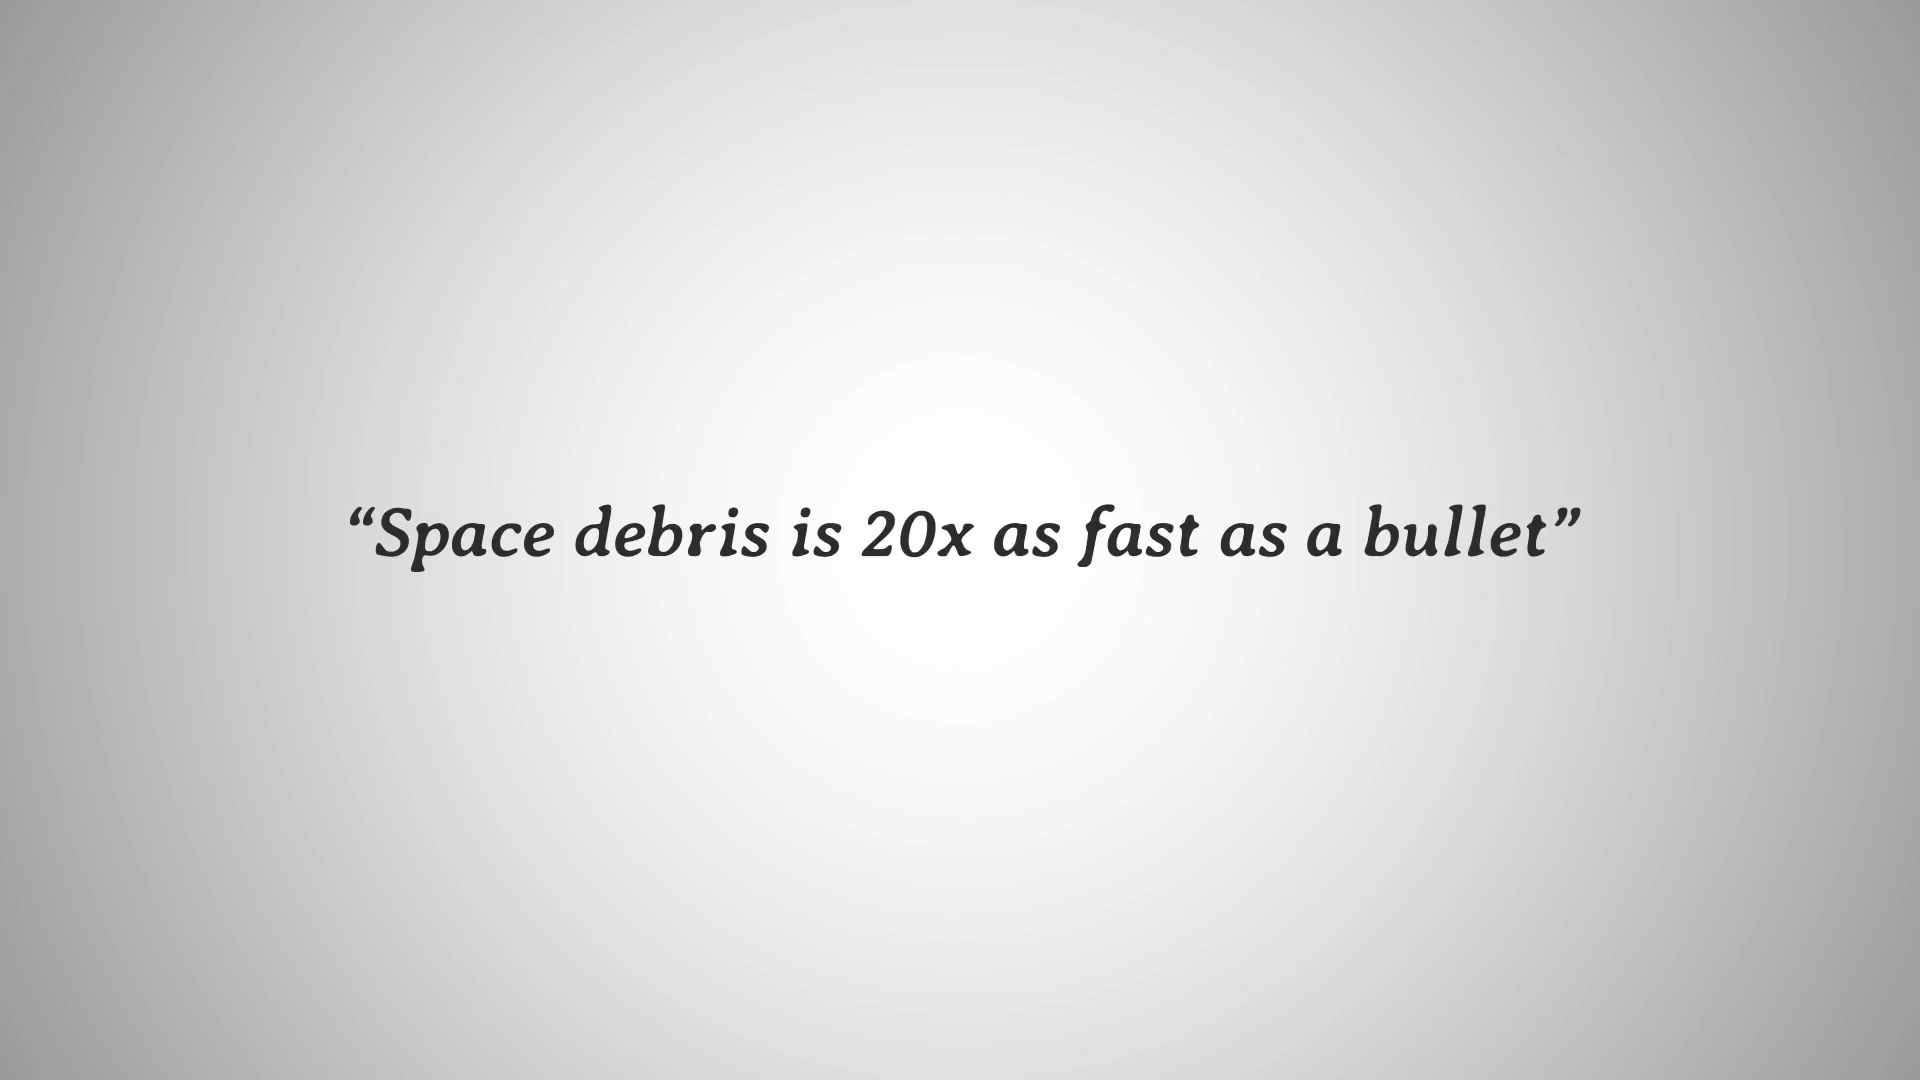 “Space debris is 20x as fast as a bullet”